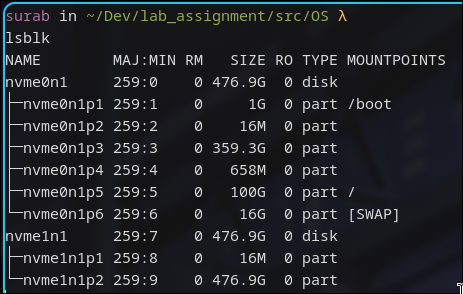 surab in ~/Dev/lab_assignment/src/OS λ
lsblk
NAME        MAJ:MIN RM   SIZE RO TYPE MOUNTPOINTS
nvme0n1     259:0    0 476.9G  0 disk
├─nvme0n1p1 259:1    0     1G  0 part /boot
├─nvme0n1p2 259:2    0    16M  0 part
├─nvme0n1p3 259:3    0 359.3G  0 part
├─nvme0n1p4 259:4    0   658M  0 part
├─nvme0n1p5 259:5    0   100G  0 part /
└─nvme0n1p6 259:6    0    16G  0 part [SWAP]
nvme1n1     259:7    0 476.9G  0 disk
├─nvme1n1p1 259:8    0    16M  0 part
└─nvme1n1p2 259:9    0 476.9G  0 part